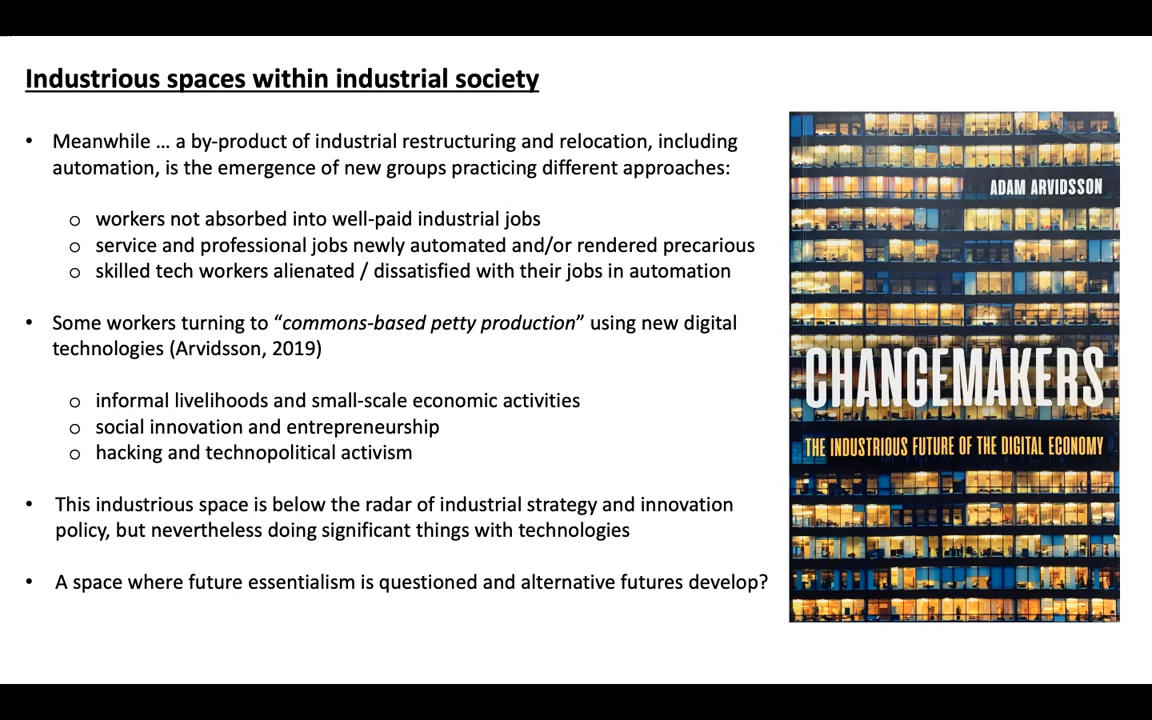 Industrious spaces within industrial society
• Meanwhile … a by-product of industrial restructuring and relocation, including
automation, is the emergence of new groups practicing different approaches:
o workers not absorbed into well-paid industrial jobs
o service and professional jobs newly automated and/or rendered precarious
o skilled tech workers alienated / dissatisfied with their jobs in automation
• Some workers turning to “commons-based petty production” using new digital
technologies (Arvidsson, 2019)
o informal livelihoods and small-scale economic activities
o social innovation and entrepreneurship
o hacking and technopolitical activism
• This industrious space is below the radar of industrial strategy and innovation
policy, but nevertheless doing significant things with technologies
• A space where future essentialism is questioned and alternative futures develop?
ADAM ARVIDSSON
CHANGEMAKERS
THE INDUSTRIOUS FUTURE OF THE DIGITAL ECONOMY